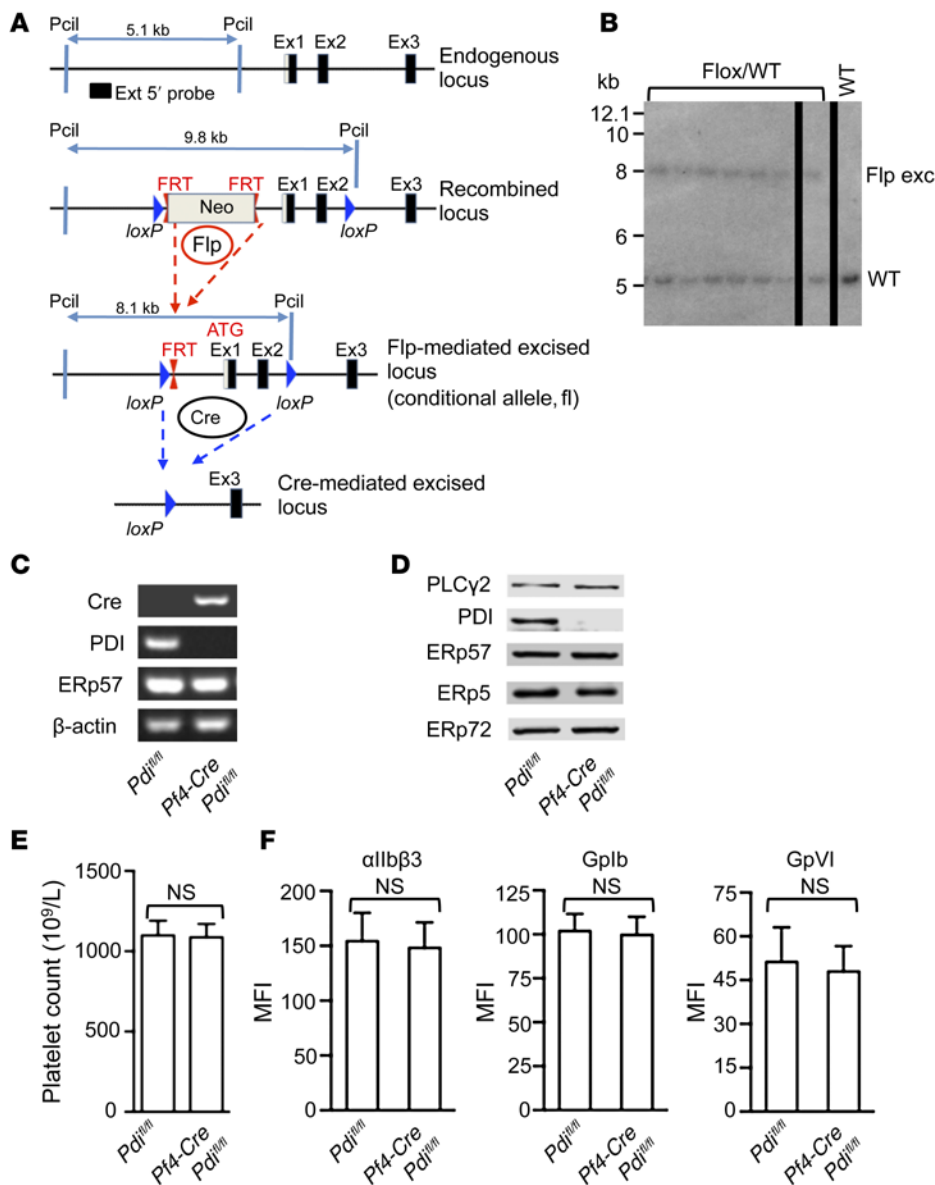 A
PciI
5.1 kb
PciI
Ex1 Ex2 Ex3
Endogenous
locus
Ext 5′ probe
PciI
9.8 kb
PciI
FRT FRT
Ex1 Ex2 Ex3
Recombined
locus
Neo
loxP
loxP
Flp
PciI
8.1 kb
PciI
ATG
FRT Ex1 Ex2 Ex3
Flp-mediated excised
locus
(conditional allele, fl)
loxP
Cre
loxP
Ex3
Cre-mediated excised
locus
loxP
B
kb
Flox/WT
WT
12.1
10
8
Flp exc
6
5
WT
C
Cre
PDI
ERp57
β-actin
Pdifl/fl
Pf4-Cre
Pdifl/fl
D
PLCγ2
PDI
ERp57
ERp5
ERp72
Pdifl/fl
Pf4-Cre
Pdifl/fl
E
Platelet count (10⁹/L)
1500
1000
500
0
NS
Pdifl/fl
Pf4-Cre
Pdifl/fl
F
αIIbβ3
NS
MFI
200
150
100
50
0
Pdifl/fl
Pf4-Cre
Pdifl/fl
GpIb
NS
MFI
125
100
75
50
25
0
Pdifl/fl
Pf4-Cre
Pdifl/fl
GpVI
NS
MFI
75
60
45
30
15
0
Pdifl/fl
Pf4-Cre
Pdifl/fl